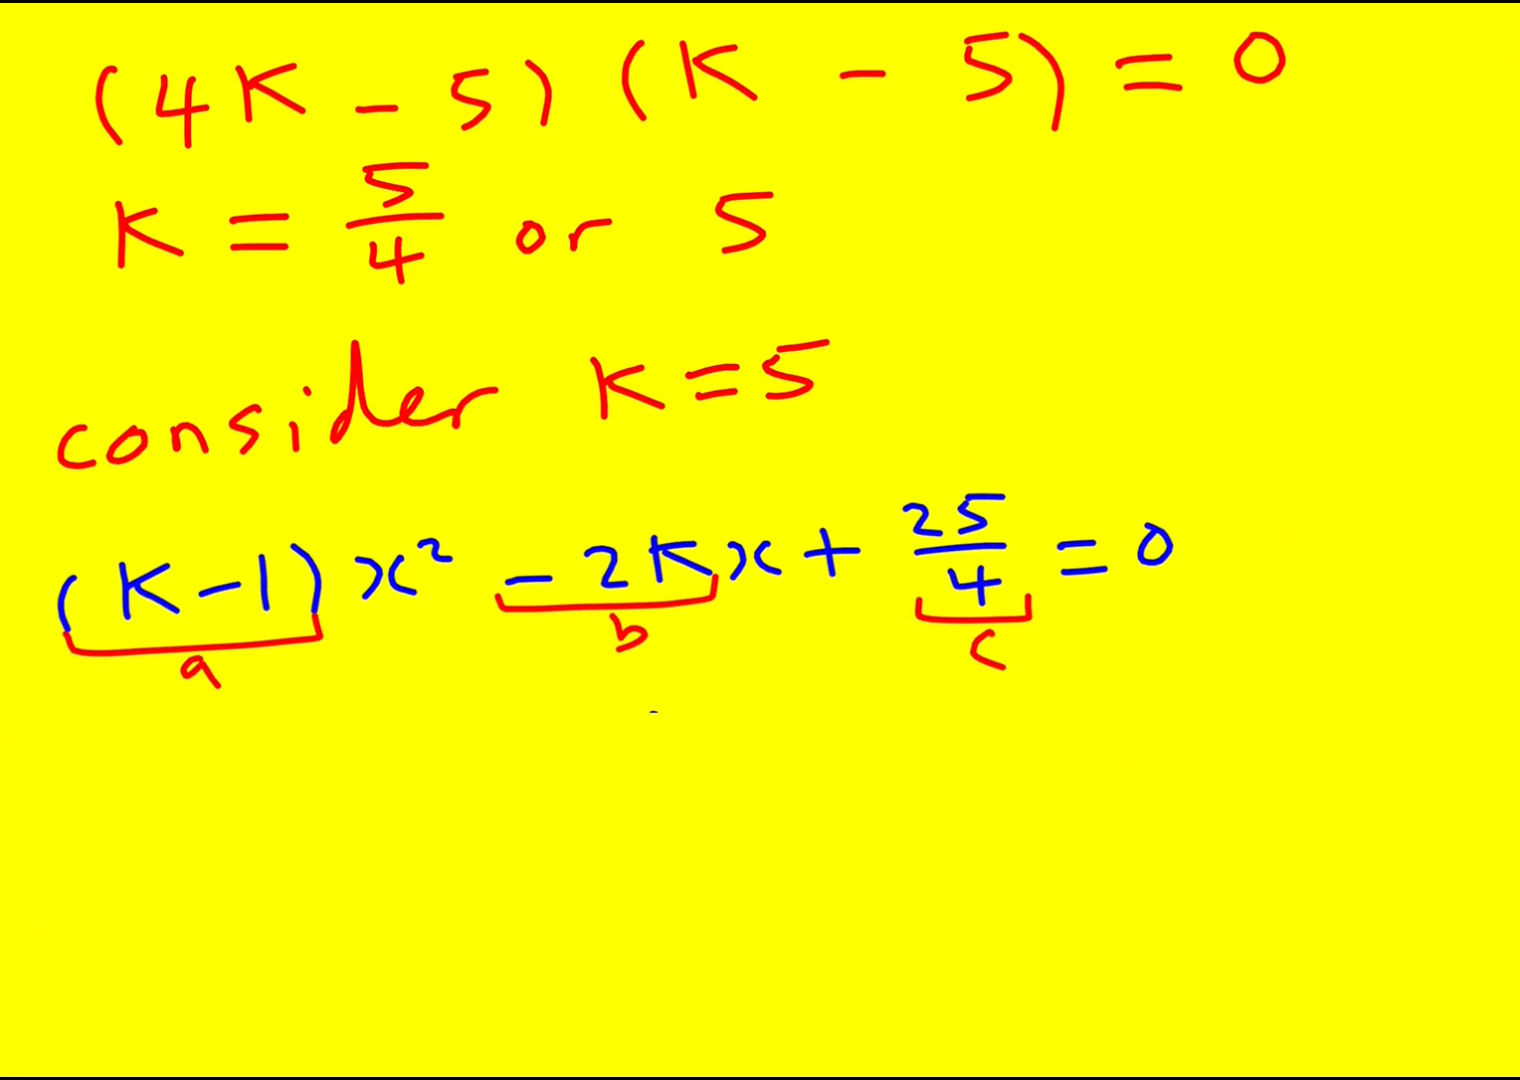 (4K - 5)(K - 5) = 0
K = 5/4 or 5
consider K = 5
(K-1)x² - 2Kx + 25/4 = 0
a b c